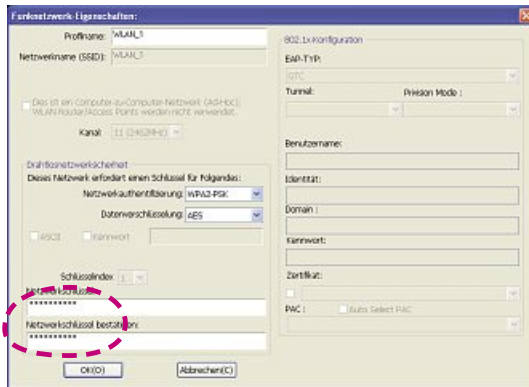 Funknetzwerk-Eigenschaften:
Profilname: WLAN_1
Netzwerkname (SSID): WLAN_1
Dies ist ein Computer-zu-Computer-Netzwerk (AdHoc);
WLAN Router/Access Points werden nicht verwendet.
Kanal: 11 (2462MHz)
Drahtlosnetzwerksicherheit
Dieses Netzwerk erfordert einen Schlüssel für Folgendes:
Netzwerkauthentifizierung: WPA2-PSK
Datenverschlüsselung: AES
ASCII Kennwort
Schlüsselindex 1
Netzwerkschlüssel:
**********
Netzwerkschlüssel bestätigen:
**********
OK(O) Abbrechen(C)
802.1x-Konfiguration
EAP-TYP:
GTC
Tunnel: Provision Mode :
Benutzername:
Identität:
Domain :
Kennwort:
Zertifikat:
PAC : Auto Select PAC